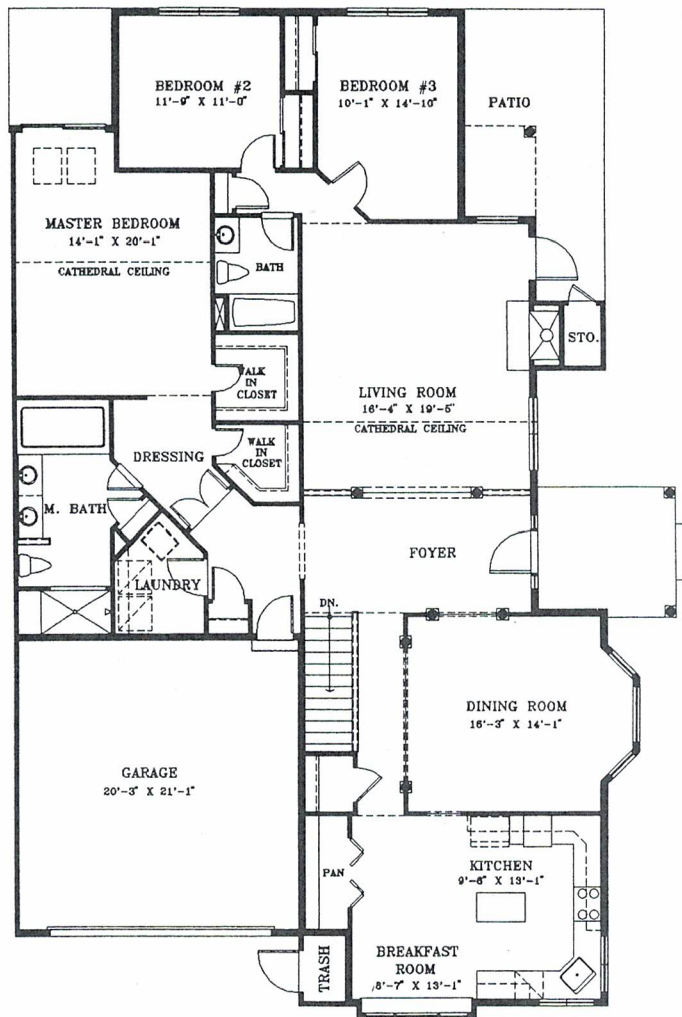 BEDROOM #2
11'-9" X 11'-0"
BEDROOM #3
10'-1" X 14'-10"
PATIO
MASTER BEDROOM
14'-1" X 20'-1"
CATHEDRAL CEILING
BATH
STO.
WALK
IN
CLOSET
LIVING ROOM
16'-4" X 19'-5"
CATHEDRAL CEILING
DRESSING
WALK
IN
CLOSET
M. BATH
FOYER
LAUNDRY
DN.
DINING ROOM
16'-3" X 14'-1"
GARAGE
20'-3" X 21'-1"
PAN
KITCHEN
9'-6" X 13'-1"
BREAKFAST
ROOM
8'-7" X 13'-1"
TRASH